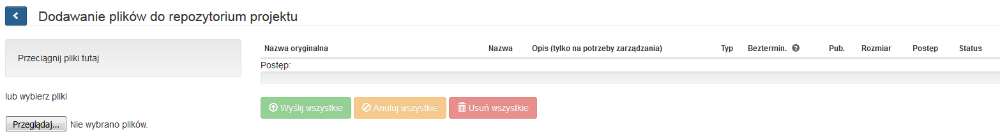 Dodawanie plików do repozytorium projektu
Przeciągnij pliki tutaj
lub wybierz pliki
Przeglądaj... Nie wybrano plików.
Nazwa oryginalna Nazwa Opis (tylko na potrzeby zarządzania) Typ Beztermin. ? Pub. Rozmiar Postęp Status
Postęp:
Wyślij wszystkie Anuluj wszystkie Usuń wszystkie